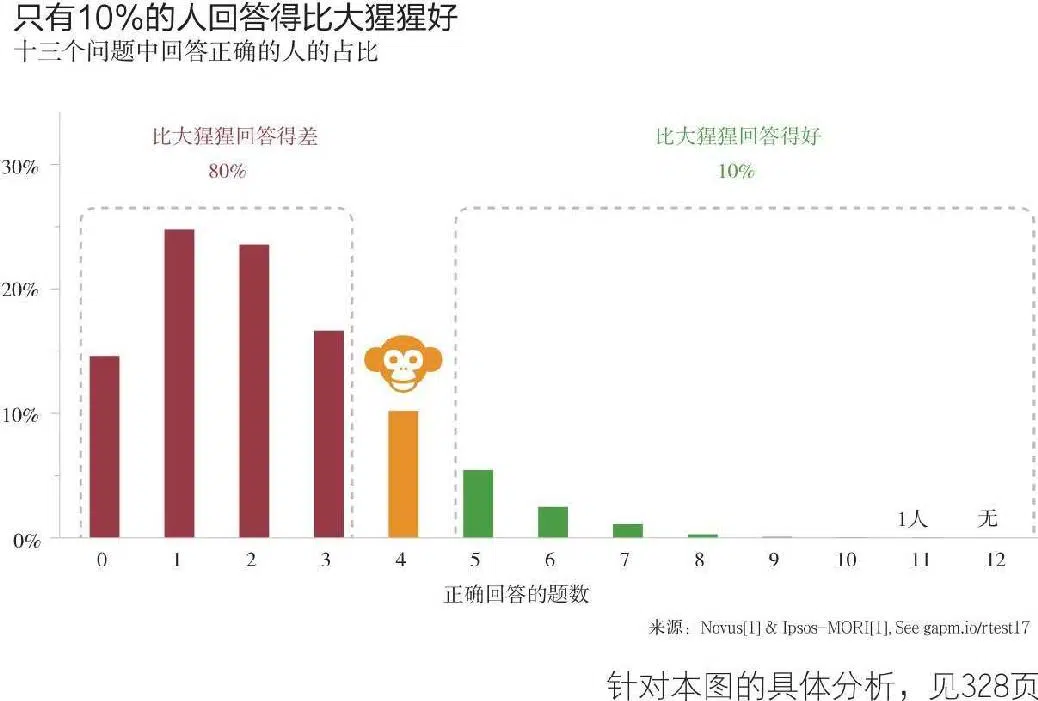 只有10%的人回答得比大猩猩好
十三个问题中回答正确的人的占比
比大猩猩回答得差
80%
比大猩猩回答得好
10%
30%
20%
10%
0%
1人
无
0 1 2 3 4 5 6 7 8 9 10 11 12
正确回答的题数
来源：Novus[1] & Ipsos-MORI[1], See gapm.io/rtest17
针对本图的具体分析，见328页